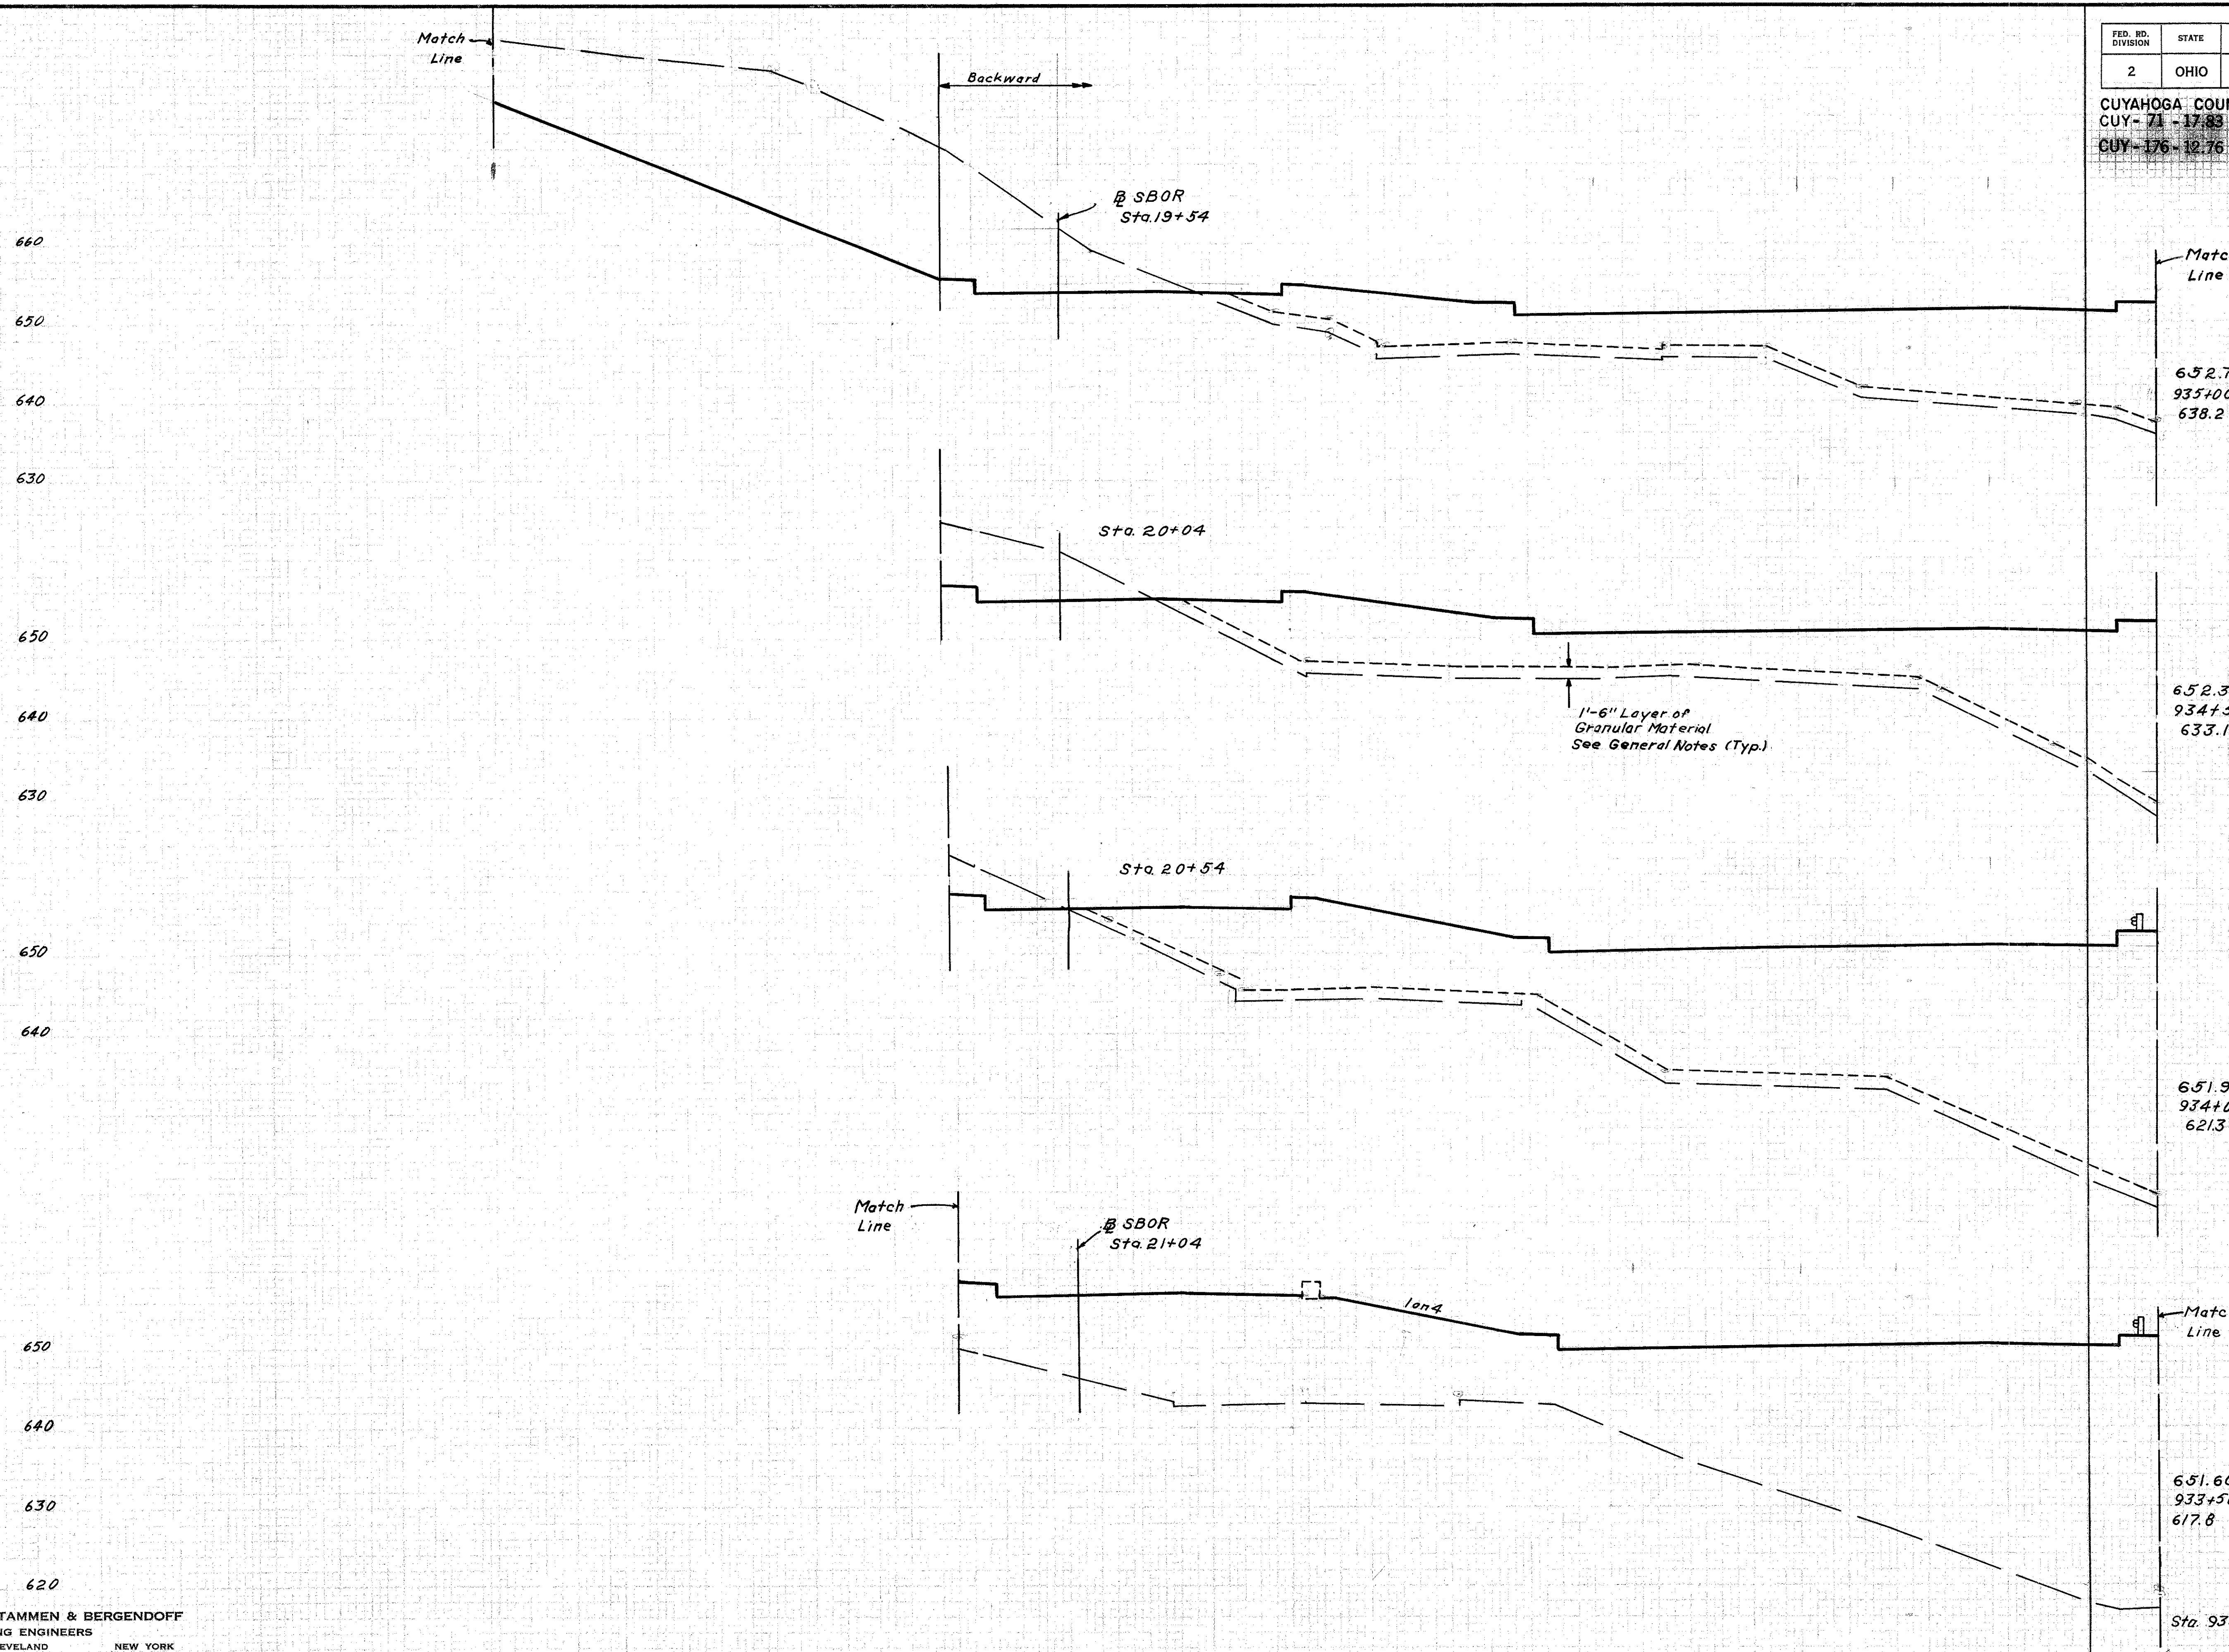 Match
Line
Backward
FED. RD.
DIVISION
STATE
2
OHIO
CUYAHOGA COUN
CUY-71-17.83
CUY-176-12.76
℄ SBOR
Sta. 19+54
660
650
640
630
Matc
Line
652.7
935+00
638.2
Sta. 20+04
650
640
630
1'-6" Layer of
Granular Material
See General Notes (Typ.)
652.3
934+5
633.1
Sta. 20+54
650
640
651.9
934+0
621.3
Match
Line
℄ SBOR
Sta. 21+04
1 on 4
Matc
Line
650
640
630
620
651.60
933+5
617.8
Sta. 93
TAMMEN & BERGENDOFF
NG ENGINEERS
EVELAND NEW YORK